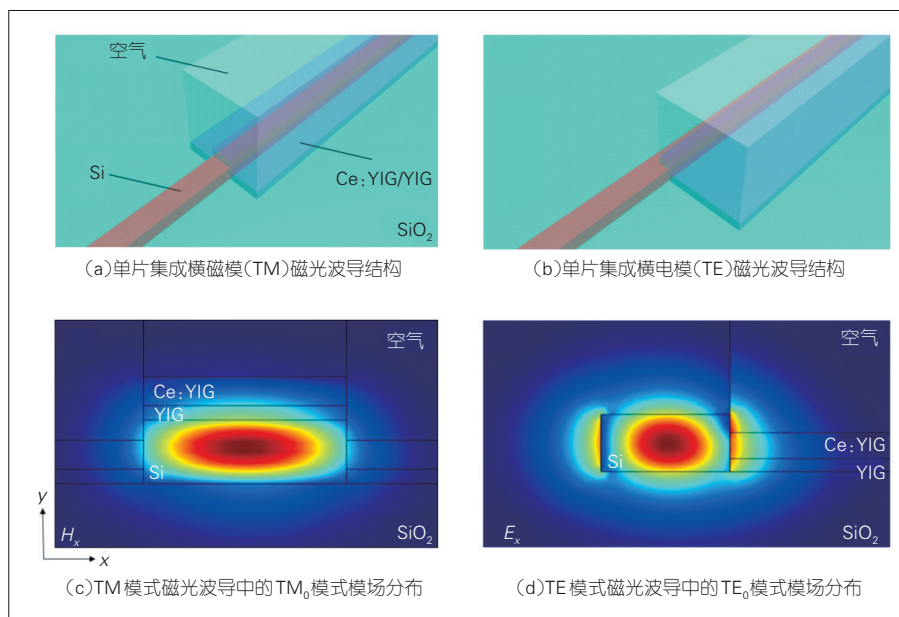 空气
Si
Ce:YIG/YIG
SiO₂
(a)单片集成横磁模(TM)磁光波导结构
(b)单片集成横电模(TE)磁光波导结构
空气
Ce:YIG
YIG
Si
y
Hₓ
SiO₂
x
空气
Si
Ce:YIG
YIG
Eₓ
SiO₂
(c)TM模式磁光波导中的TM₀模式模场分布
(d)TE模式磁光波导中的TE₀模式模场分布